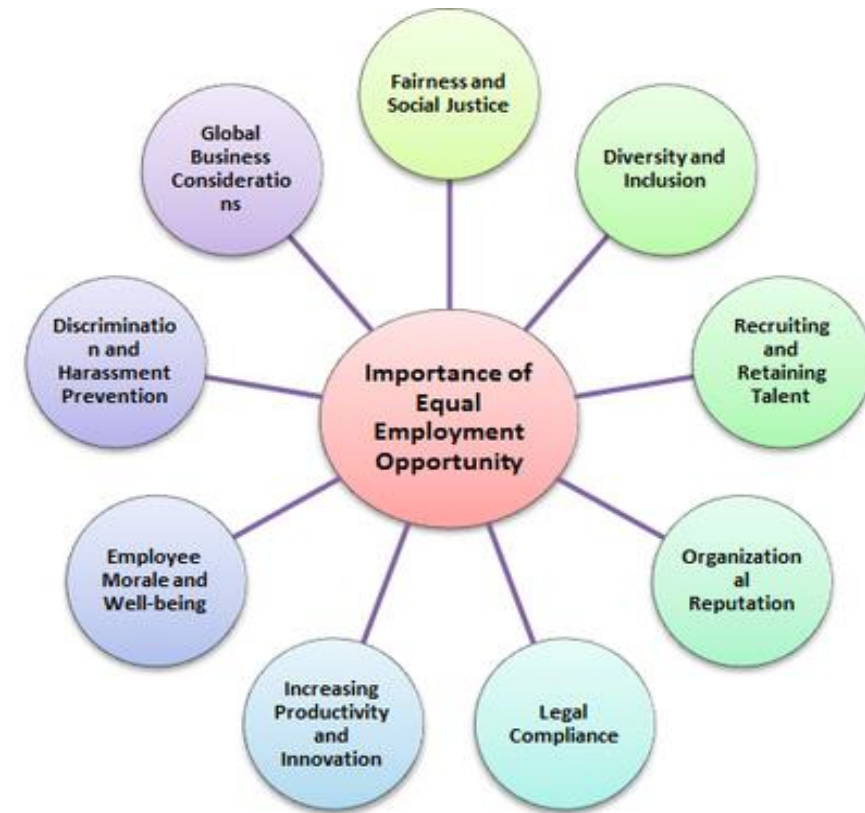 Fairness and
Social Justice
Diversity and
Inclusion
Recruiting
and
Retaining
Talent
Organization
al
Reputation
Legal
Compliance
Increasing
Productivity
and
Innovation
Employee
Morale and
Well-being
Discriminatio
n and
Harassment
Prevention
Global
Business
Consideratio
ns
Importance of
Equal
Employment
Opportunity